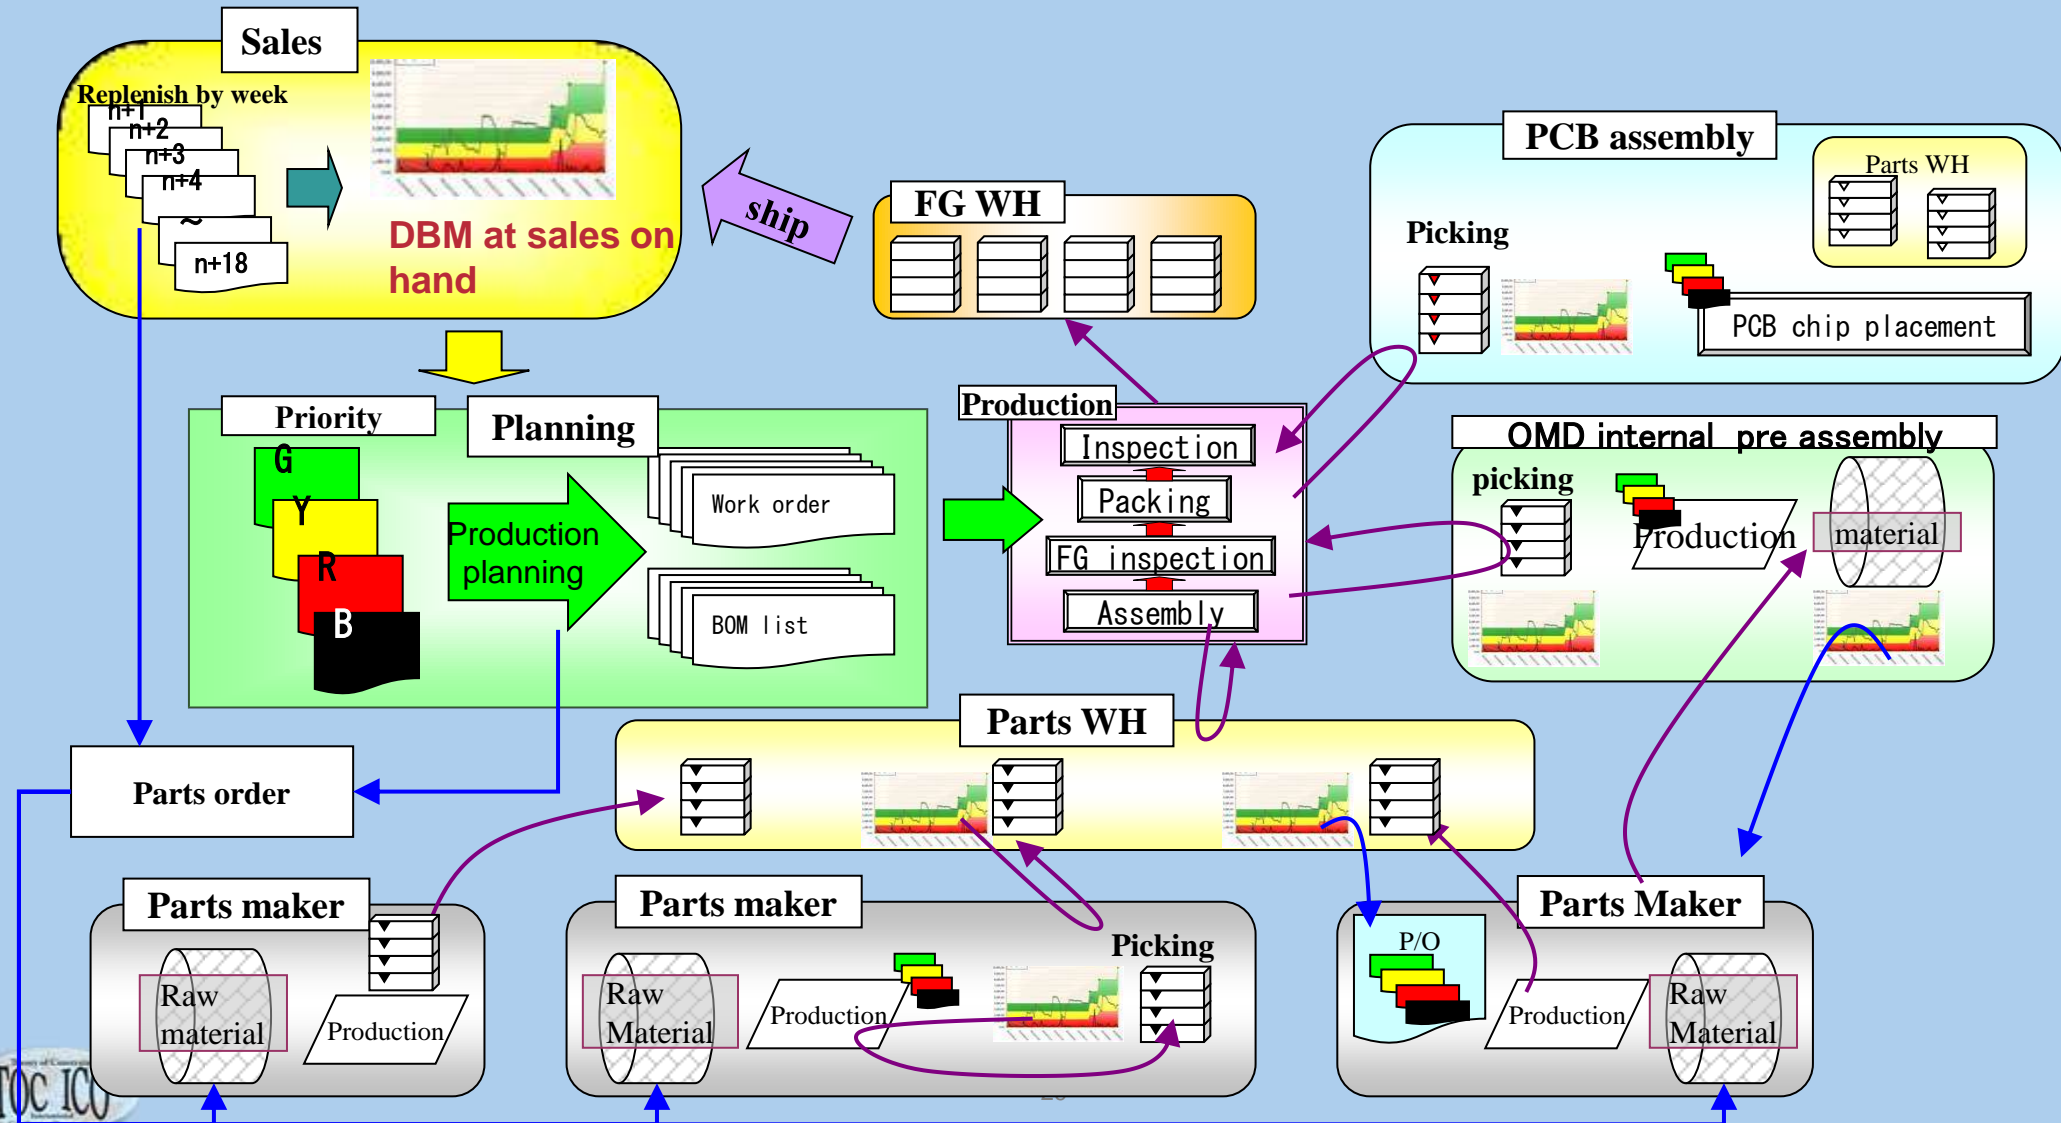 Sales
Replenish by week
n+1
n+2
n+3
n+4
~
n+18
DBM at sales on
hand
ship
FG WH
PCB assembly
Parts WH
Picking
PCB chip placement
Priority
Planning
G
Y
R
B
Production
planning
Work order
BOM list
Production
Inspection
Packing
FG inspection
Assembly
OMD internal pre assembly
picking
Production
material
Parts WH
Parts order
Parts maker
Raw
material
Production
Parts maker
Raw
Material
Production
Picking
Parts Maker
P/O
Production
Raw
Material
TOC ICO